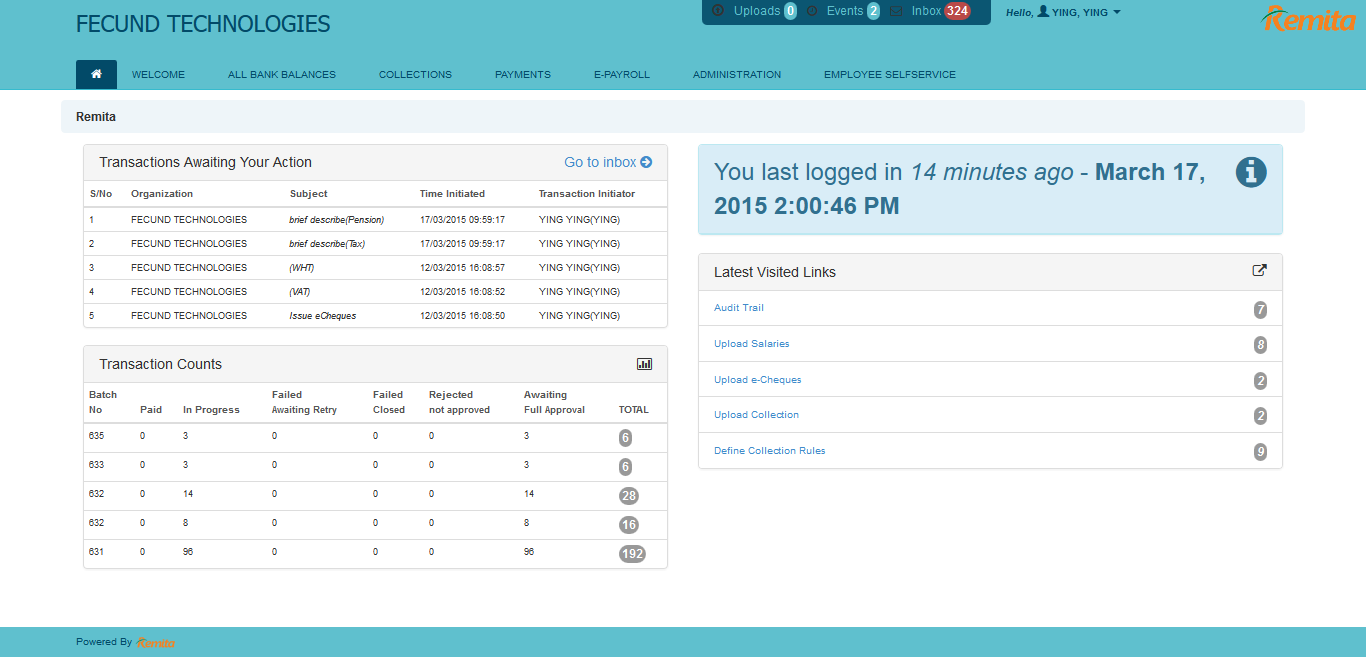 FECUND TECHNOLOGIES
Uploads 0 Events 2 Inbox 324
Hello, YING, YING
Remita
WELCOME ALL BANK BALANCES COLLECTIONS PAYMENTS E-PAYROLL ADMINISTRATION EMPLOYEE SELFSERVICE
Remita
Transactions Awaiting Your Action Go to inbox
S/No Organization Subject Time Initiated Transaction Initiator
1 FECUND TECHNOLOGIES brief describe(Pension) 17/03/2015 09:59:17 YING YING(YING)
2 FECUND TECHNOLOGIES brief describe(Tax) 17/03/2015 09:59:17 YING YING(YING)
3 FECUND TECHNOLOGIES (WHT) 12/03/2015 16:08:57 YING YING(YING)
4 FECUND TECHNOLOGIES (VAT) 12/03/2015 16:08:52 YING YING(YING)
5 FECUND TECHNOLOGIES Issue eCheques 12/03/2015 16:08:50 YING YING(YING)
Transaction Counts
Batch Failed Failed Rejected Awaiting
No Paid In Progress Awaiting Retry Closed not approved Full Approval TOTAL
635 0 3 0 0 0 3 6
633 0 3 0 0 0 3 6
632 0 14 0 0 0 14 28
632 0 8 0 0 0 8 16
631 0 96 0 0 0 96 192
You last logged in 14 minutes ago - March 17,
2015 2:00:46 PM
Latest Visited Links
Audit Trail 7
Upload Salaries 8
Upload e-Cheques 2
Upload Collection 2
Define Collection Rules 9
Powered By Remita